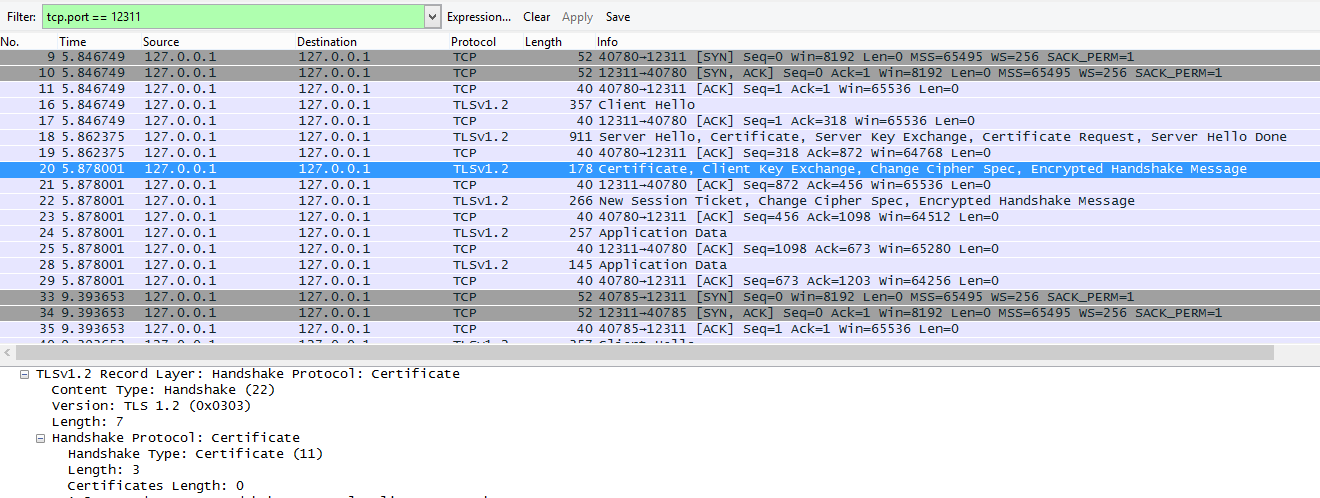 Filter: tcp.port == 12311 Expression... Clear Apply Save
No. Time Source Destination Protocol Length Info
9 5.846749 127.0.0.1 127.0.0.1 TCP 52 40780→12311 [SYN] Seq=0 Win=8192 Len=0 MSS=65495 WS=256 SACK_PERM=1
10 5.846749 127.0.0.1 127.0.0.1 TCP 52 12311→40780 [SYN, ACK] Seq=0 Ack=1 Win=8192 Len=0 MSS=65495 WS=256 SACK_PERM=1
11 5.846749 127.0.0.1 127.0.0.1 TCP 40 40780→12311 [ACK] Seq=1 Ack=1 Win=65536 Len=0
16 5.846749 127.0.0.1 127.0.0.1 TLSv1.2 357 Client Hello
17 5.846749 127.0.0.1 127.0.0.1 TCP 40 12311→40780 [ACK] Seq=1 Ack=318 Win=65536 Len=0
18 5.862375 127.0.0.1 127.0.0.1 TLSv1.2 911 Server Hello, Certificate, Server Key Exchange, Certificate Request, Server Hello Done
19 5.862375 127.0.0.1 127.0.0.1 TCP 40 40780→12311 [ACK] Seq=318 Ack=872 Win=64768 Len=0
20 5.878001 127.0.0.1 127.0.0.1 TLSv1.2 178 Certificate, Client Key Exchange, Change Cipher Spec, Encrypted Handshake Message
21 5.878001 127.0.0.1 127.0.0.1 TCP 40 12311→40780 [ACK] Seq=872 Ack=456 Win=65536 Len=0
22 5.878001 127.0.0.1 127.0.0.1 TLSv1.2 266 New Session Ticket, Change Cipher Spec, Encrypted Handshake Message
23 5.878001 127.0.0.1 127.0.0.1 TCP 40 40780→12311 [ACK] Seq=456 Ack=1098 Win=64512 Len=0
24 5.878001 127.0.0.1 127.0.0.1 TLSv1.2 257 Application Data
25 5.878001 127.0.0.1 127.0.0.1 TCP 40 12311→40780 [ACK] Seq=1098 Ack=673 Win=65280 Len=0
28 5.878001 127.0.0.1 127.0.0.1 TLSv1.2 145 Application Data
29 5.878001 127.0.0.1 127.0.0.1 TCP 40 40780→12311 [ACK] Seq=673 Ack=1203 Win=64256 Len=0
33 9.393653 127.0.0.1 127.0.0.1 TCP 52 40785→12311 [SYN] Seq=0 Win=8192 Len=0 MSS=65495 WS=256 SACK_PERM=1
34 9.393653 127.0.0.1 127.0.0.1 TCP 52 12311→40785 [SYN, ACK] Seq=0 Ack=1 Win=8192 Len=0 MSS=65495 WS=256 SACK_PERM=1
35 9.393653 127.0.0.1 127.0.0.1 TCP 40 40785→12311 [ACK] Seq=1 Ack=1 Win=65536 Len=0
TLSv1.2 Record Layer: Handshake Protocol: Certificate
Content Type: Handshake (22)
Version: TLS 1.2 (0x0303)
Length: 7
Handshake Protocol: Certificate
Handshake Type: Certificate (11)
Length: 3
Certificates Length: 0